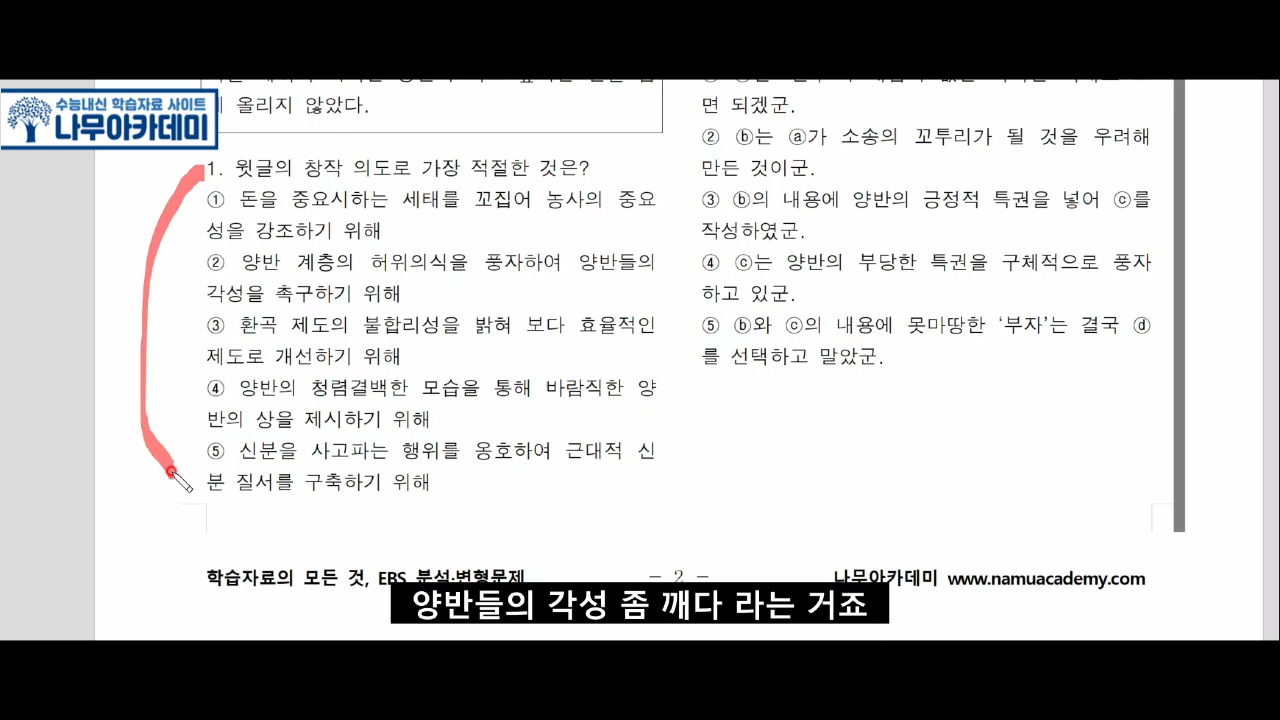 수능내신 학습자료 사이트
나무아카데미
올리지 않았다.
1. 윗글의 창작 의도로 가장 적절한 것은?
① 돈을 중요시하는 세태를 꼬집어 농사의 중요
성을 강조하기 위해
② 양반 계층의 허위의식을 풍자하여 양반들의
각성을 촉구하기 위해
③ 환곡 제도의 불합리성을 밝혀 보다 효율적인
제도로 개선하기 위해
④ 양반의 청렴결백한 모습을 통해 바람직한 양
반의 상을 제시하기 위해
⑤ 신분을 사고파는 행위를 옹호하여 근대적 신
분 질서를 구축하기 위해
면 되겠군.
② ⓑ는 ⓐ가 소송의 꼬투리가 될 것을 우려해
만든 것이군.
③ ⓑ의 내용에 양반의 긍정적 특권을 넣어 ⓒ를
작성하였군.
④ ⓒ는 양반의 부당한 특권을 구체적으로 풍자
하고 있군.
⑤ ⓑ와 ⓒ의 내용에 못마땅한 ‘부자’는 결국 ⓓ
를 선택하고 말았군.
학습자료의 모든 것, EBS 분석·변형문제
- 2 -
나무아카데미 www.namuacademy.com
양반들의 각성 좀 깨다 라는 거죠